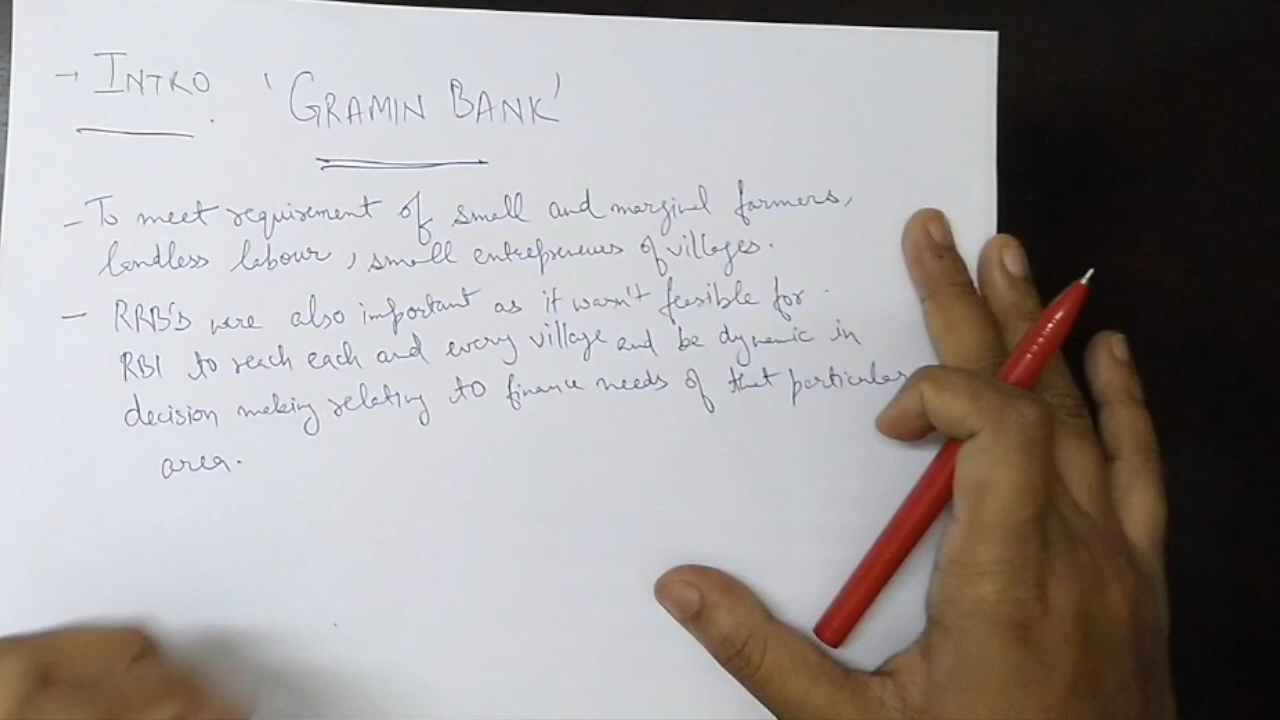 → INTRO. 'GRAMIN BANK'
- To meet requirement of small and marginal farmers,
landless labour, small entrepreneurs of villages.
- RRB's were also important as it wasn't feasible for
RBI to reach each and every village and be dynamic in
decision making relating to finance needs of that particular
area.